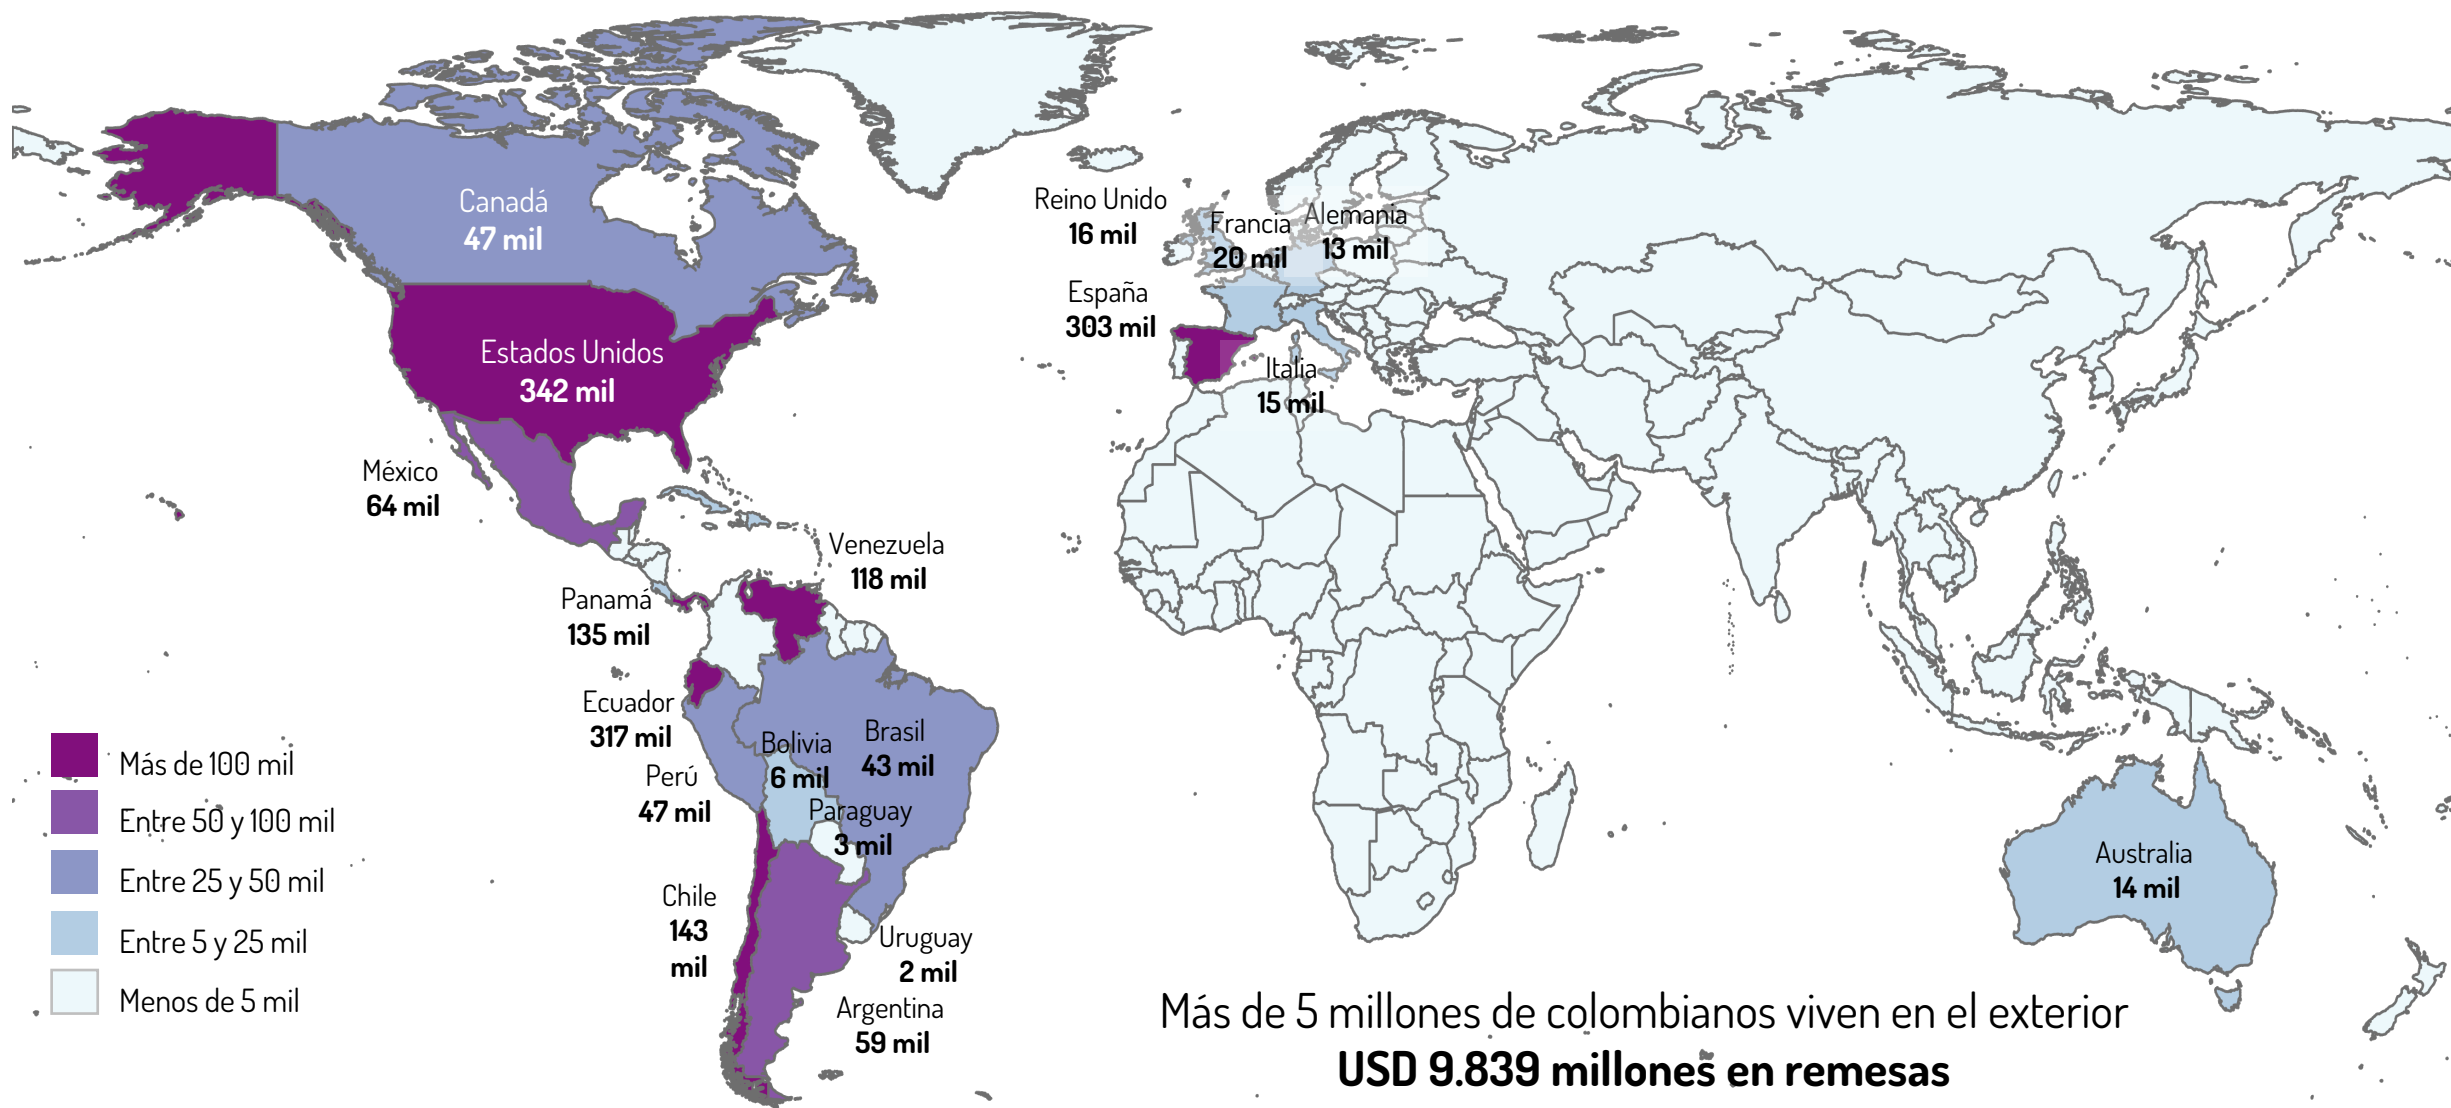 Canadá
47 mil
Estados Unidos
342 mil
México
64 mil
Venezuela
118 mil
Panamá
135 mil
Ecuador
317 mil
Perú
47 mil
Bolivia
6 mil
Brasil
43 mil
Paraguay
3 mil
Chile
143
mil
Uruguay
2 mil
Argentina
59 mil
Reino Unido
16 mil
Francia
20 mil
Alemania
13 mil
España
303 mil
Italia
15 mil
Australia
14 mil
Más de 100 mil
Entre 50 y 100 mil
Entre 25 y 50 mil
Entre 5 y 25 mil
Menos de 5 mil
Más de 5 millones de colombianos viven en el exterior
USD 9.839 millones en remesas